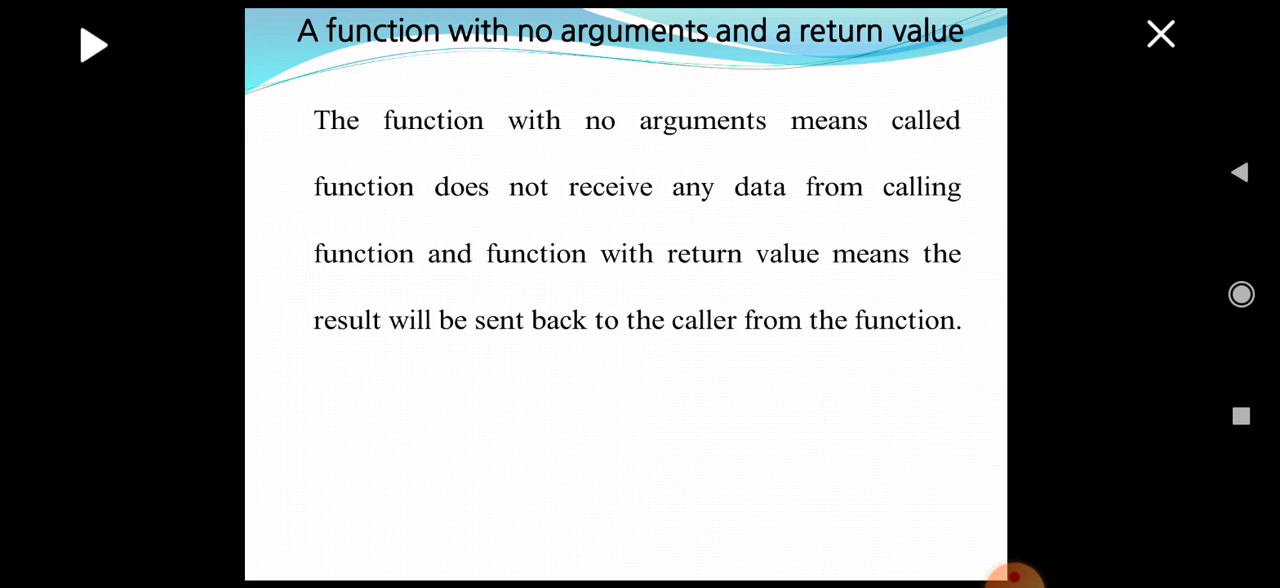 A function with no arguments and a return value
The function with no arguments means called
function does not receive any data from calling
function and function with return value means the
result will be sent back to the caller from the function.